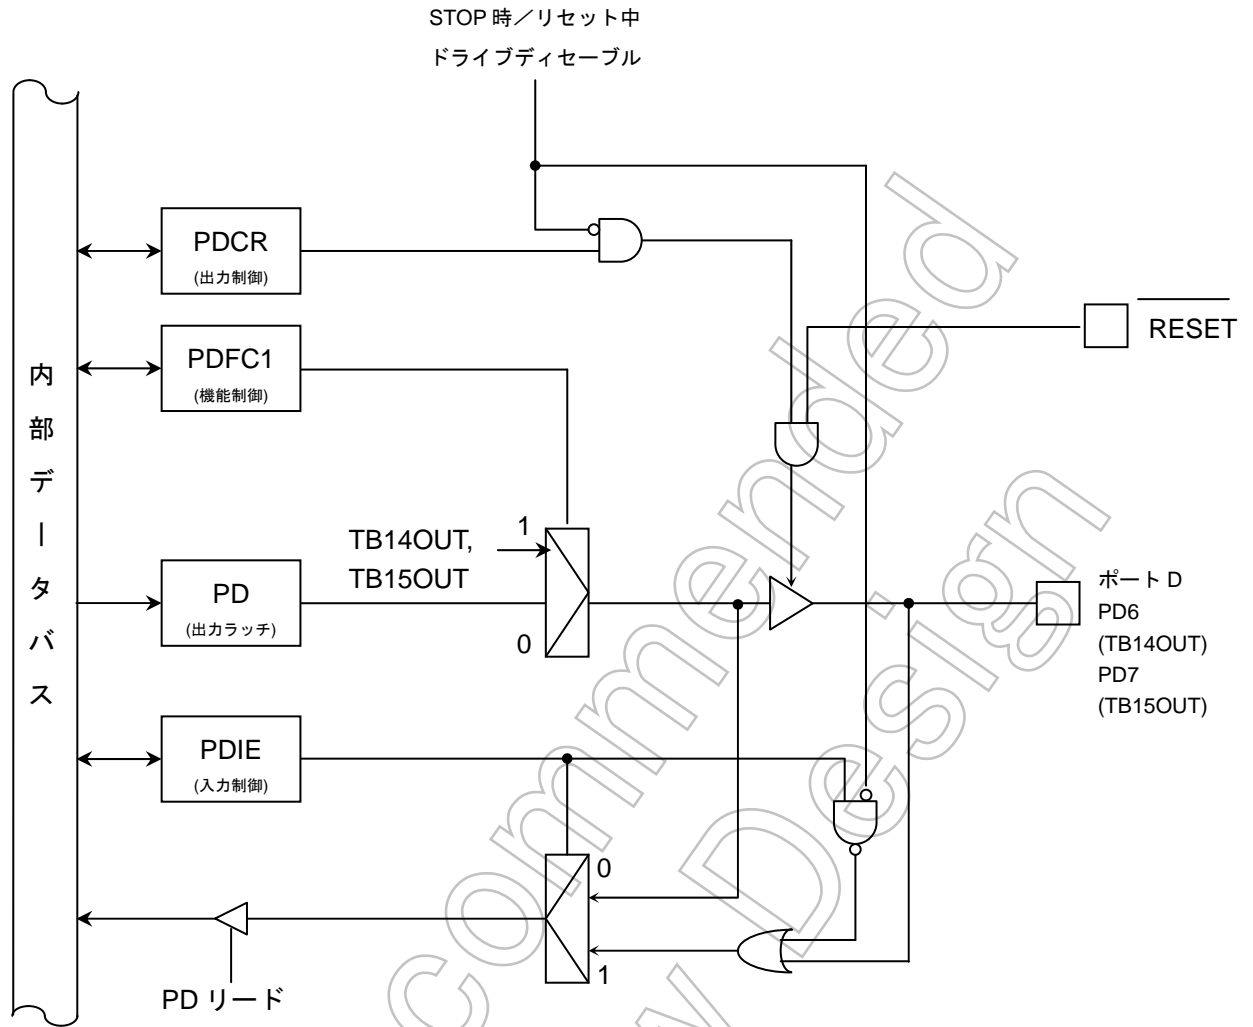 STOP 時／リセット中
ドライブディセーブル
PDCR
(出力制御)
RESET
PDFC1
(機能制御)
内部データバス
TB14OUT,
TB15OUT
1
0
PD
(出力ラッチ)
ポート D
PD6
(TB14OUT)
PD7
(TB15OUT)
PDIE
(入力制御)
0
1
PD リード
commended
w Design